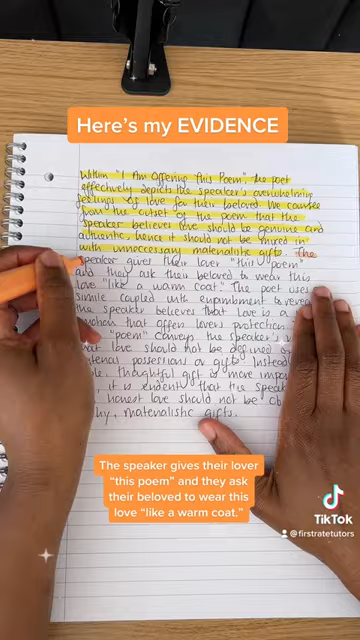 Here's my EVIDENCE
Within "I Am Offering This Poem", the poet
effectively depicts the speaker's overwhelming
feelings of love for their beloved. We can see
from the outset of the poem that the
speaker believes love should be genuine and
authentic, hence it should not be mixed in
with unneccessary materialistic gifts. The
speaker gives their lover "this poem"
and they ask their beloved to wear this
love "like a warm coat." The poet uses
simile coupled with enjambment to reveal
the speaker believes that love is a
that offers lovers protection
"poem" conveys the speaker's
that love should not be defined
possessions or gifts. Instead
thoughtful gift is more
it is evident that the
honest love should not be
materialistic gifts.
The speaker gives their lover
"this poem" and they ask
their beloved to wear this
love "like a warm coat."
TikTok
@firstratetutors